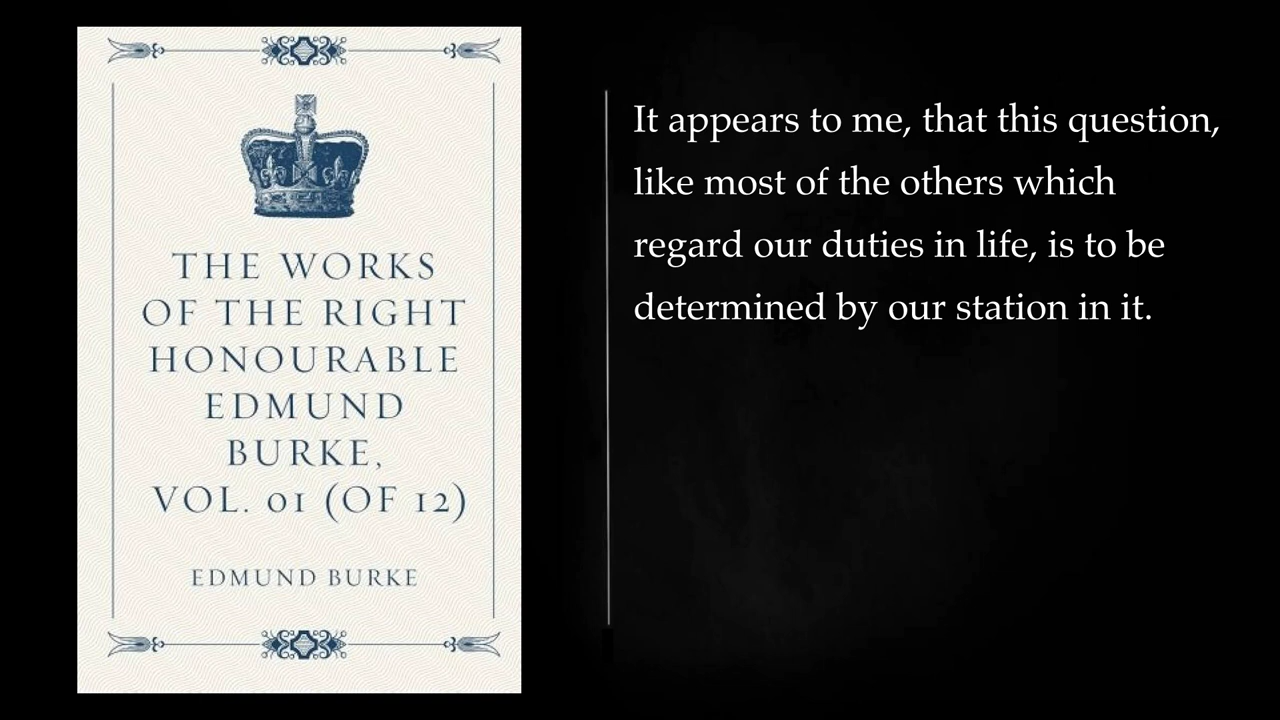 THE WORKS
OF THE RIGHT
HONOURABLE
EDMUND
BURKE,
VOL. 01 (OF 12)
EDMUND BURKE
It appears to me, that this question,
like most of the others which
regard our duties in life, is to be
determined by our station in it.